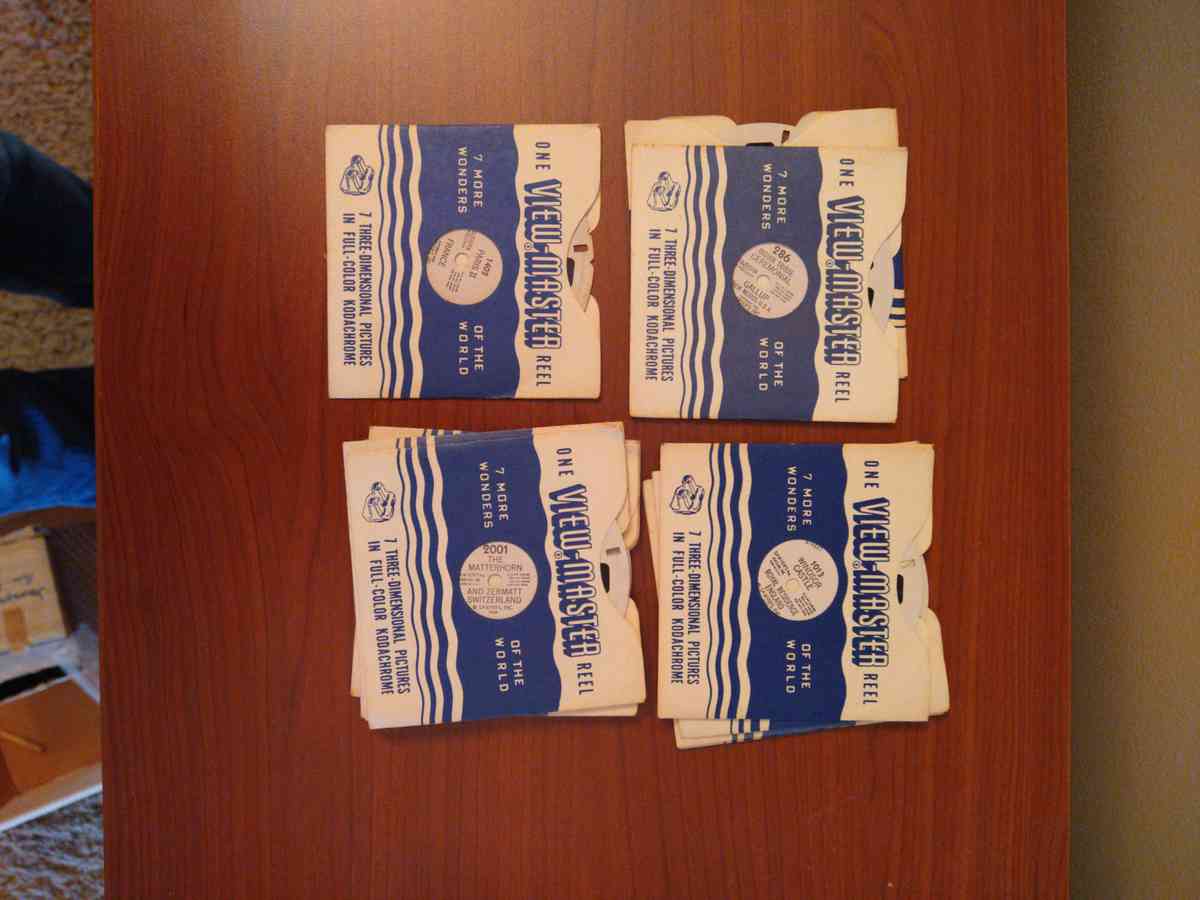 ONE VIEW-MASTER REEL
7 MORE
WONDERS
OF THE
WORLD
1409
PARIS II
FRANCE
7 THREE-DIMENSIONAL PICTURES
IN FULL-COLOR KODACHROME
ONE VIEW-MASTER REEL
7 MORE
WONDERS
OF THE
WORLD
286
CEREMONIAL
GALLUP
7 THREE-DIMENSIONAL PICTURES
IN FULL-COLOR KODACHROME
ONE VIEW-MASTER REEL
7 MORE
WONDERS
OF THE
WORLD
2001
THE
MATTERHORN
AND ZERMATT
SWITZERLAND
7 THREE-DIMENSIONAL PICTURES
IN FULL-COLOR KODACHROME
ONE VIEW-MASTER REEL
7 MORE
WONDERS
OF THE
WORLD
1013
WINDSOR
CASTLE
7 THREE-DIMENSIONAL PICTURES
IN FULL-COLOR KODACHROME